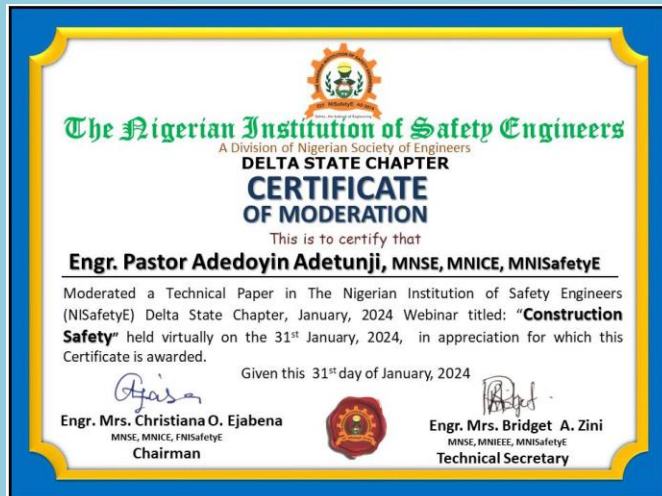 The Nigerian Institution of Safety Engineers
A Division of Nigerian Society of Engineers
DELTA STATE CHAPTER
CERTIFICATE
OF MODERATION
This is to certify that
Engr. Pastor Adedoyin Adetunji, MNSE, MNICE, MNISafetyE
Moderated a Technical Paper in The Nigerian Institution of Safety Engineers
(NISafetyE) Delta State Chapter, January, 2024 Webinar titled: “Construction
Safety” held virtually on the 31st January, 2024, in appreciation for which this
Certificate is awarded.
Given this 31st day of January, 2024
Engr. Mrs. Christiana O. Ejabena
MNSE, MNICE, FNISafetyE
Chairman
Engr. Mrs. Bridget A. Zini
MNSE, MNIEEE, MNISafetyE
Technical Secretary